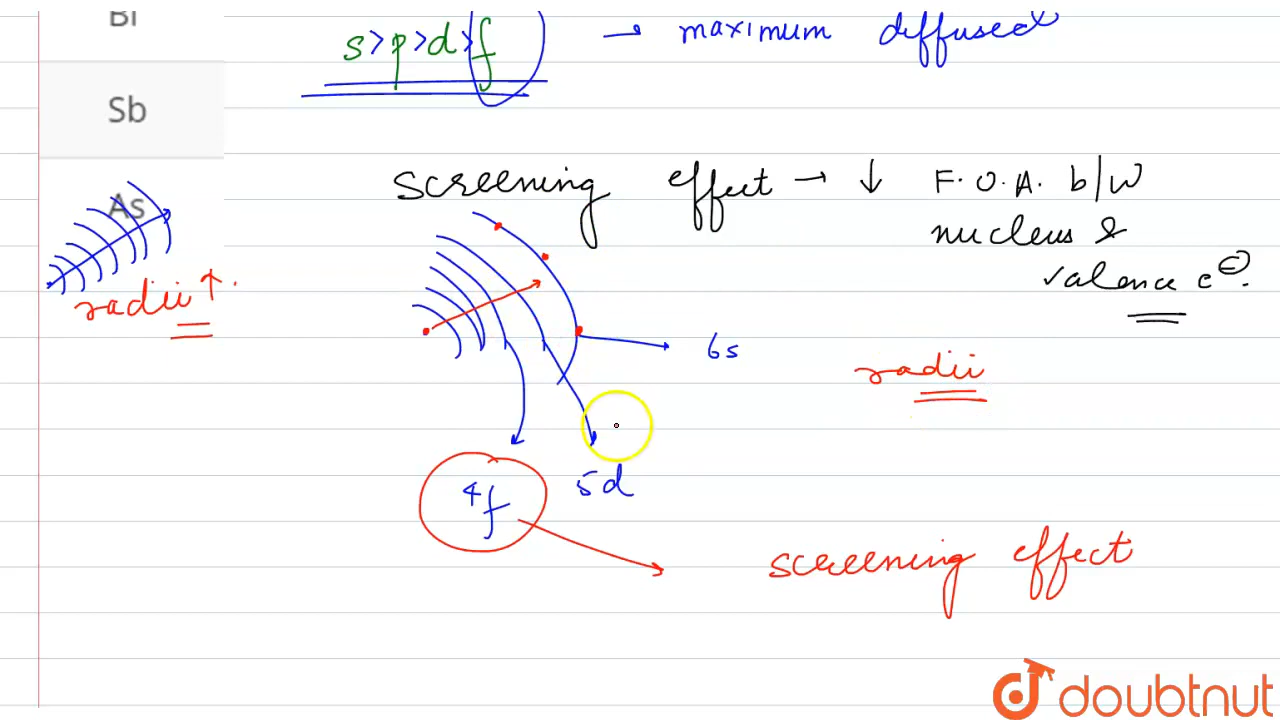 Bi
s>p>d>f → maximum diffused
Sb
As
screening effect → ↓ F.O.A. b/w
nucleus &
valence e⊖.
radii ↑.
6s
radii
4f
5d
screening effect
doubtnut